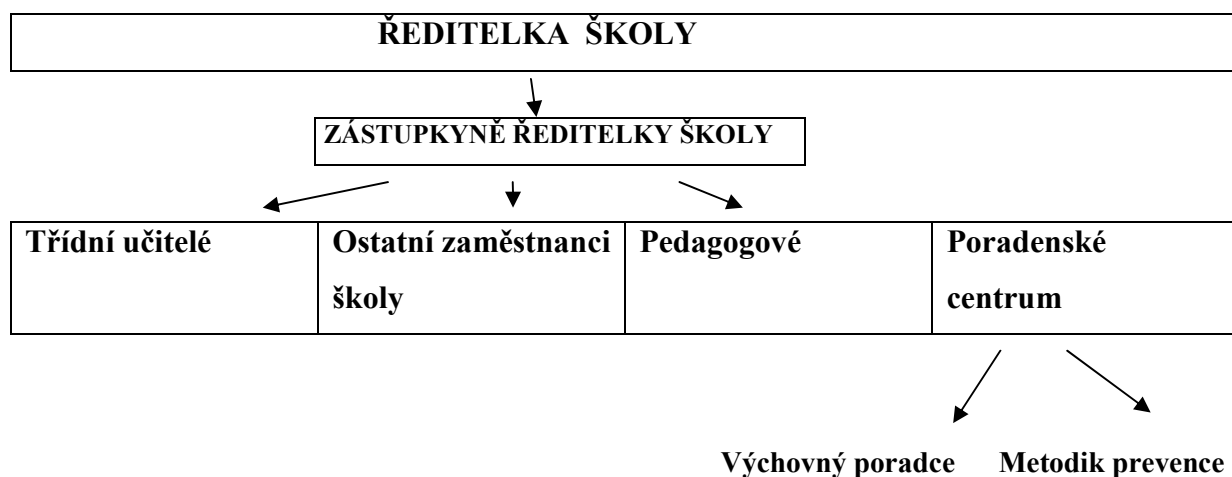 ŘEDITELKA ŠKOLY
ZÁSTUPKYNĚ ŘEDITELKY ŠKOLY
Třídní učitelé
Ostatní zaměstnanci
školy
Pedagogové
Poradenské
centrum
Výchovný poradce
Metodik prevence